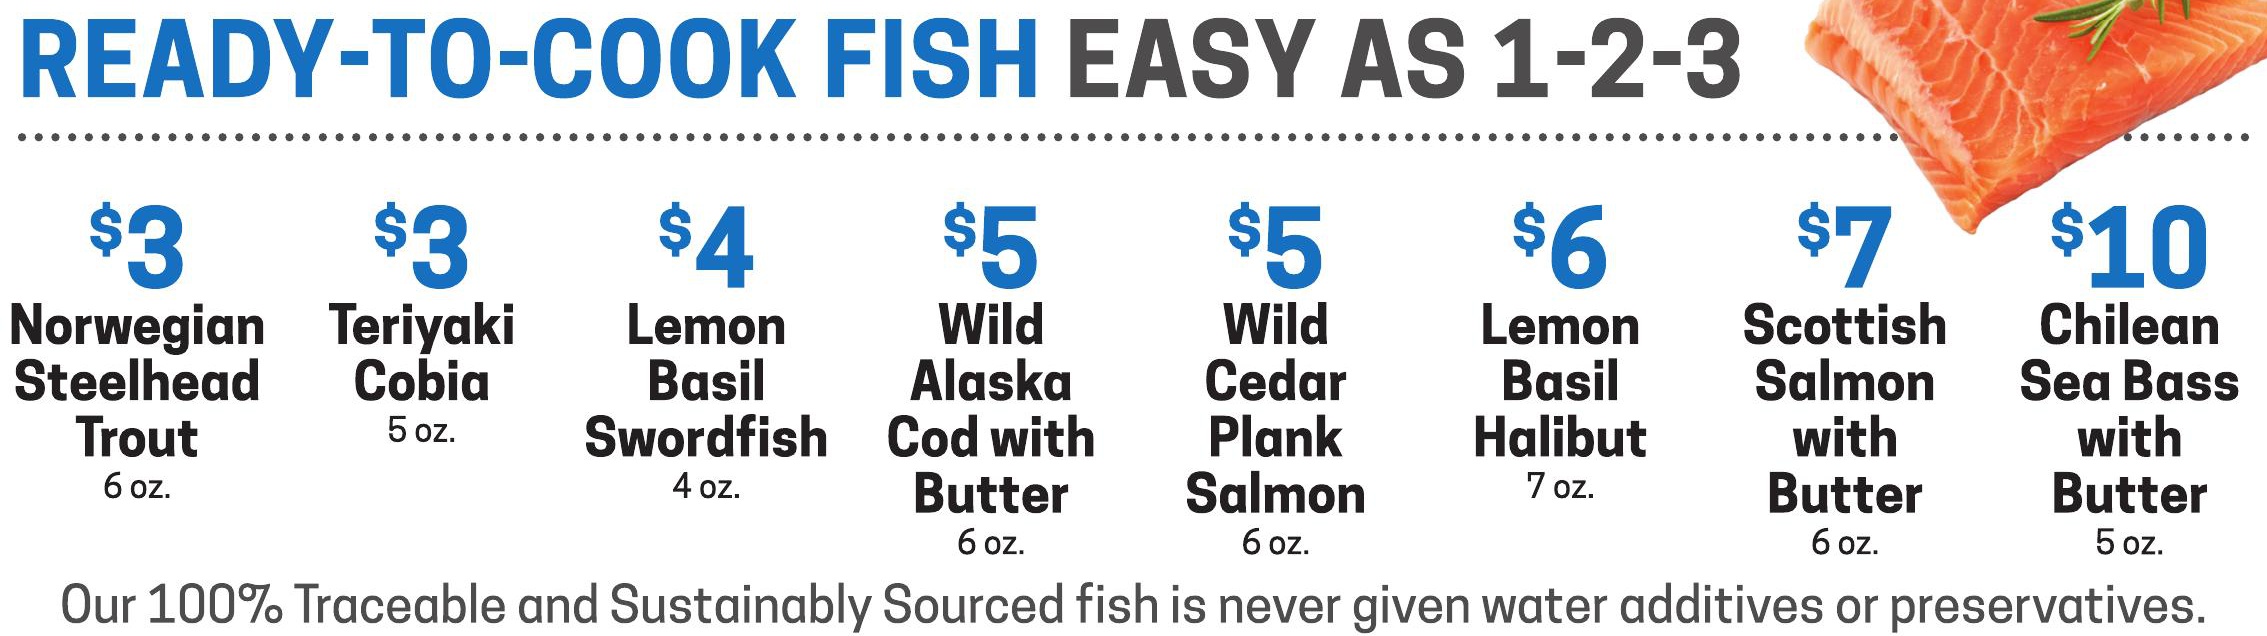 READY-TO-COOK FISH EASY AS 1-2-3
$3
Norwegian
Steelhead
Trout
6 oz.
$3
Teriyaki
Cobia
5 oz.
$4
Lemon
Basil
Swordfish
4 oz.
$5
Wild
Alaska
Cod with
Butter
6 oz.
$5
Wild
Cedar
Plank
Salmon
6 oz.
$6
Lemon
Basil
Halibut
7 oz.
$7
Scottish
Salmon
with
Butter
6 oz.
$10
Chilean
Sea Bass
with
Butter
5 oz.
Our 100% Traceable and Sustainably Sourced fish is never given water additives or preservatives.